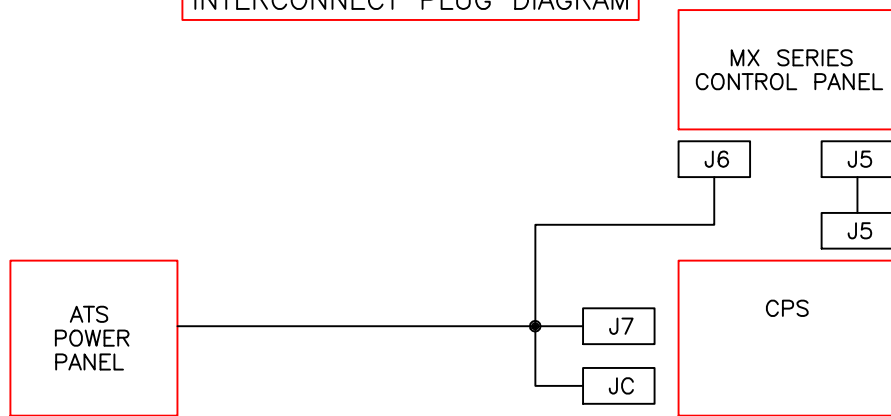 INTERCONNECT PLUG DIAGRAM
MX SERIES
CONTROL PANEL
J6
J5
J5
ATS
POWER
PANEL
CPS
J7
JC